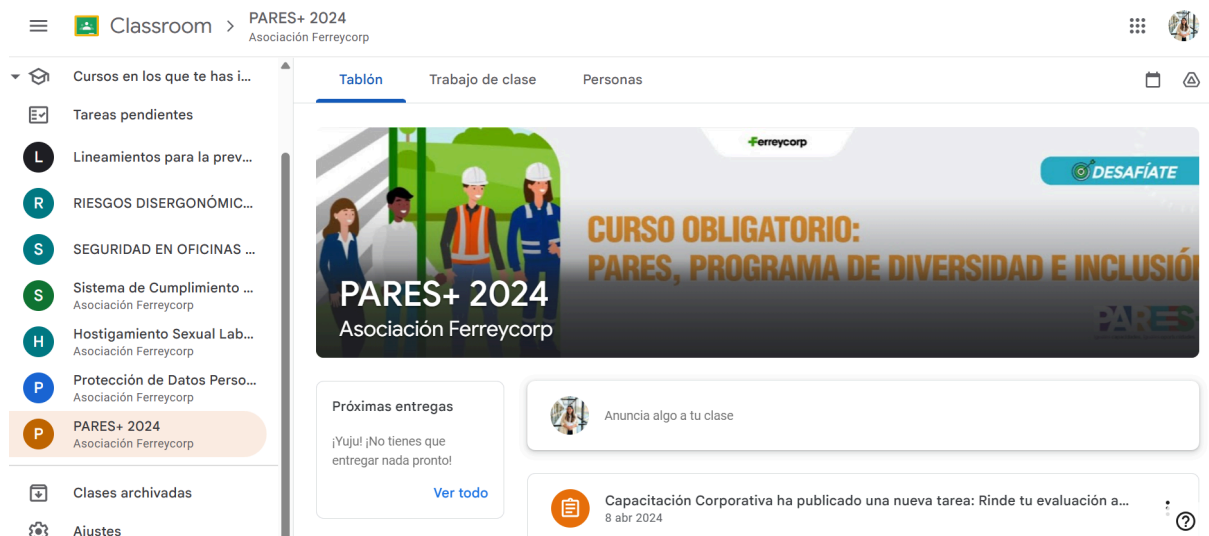 Classroom > PARES+ 2024
Asociación Ferreycorp
Cursos en los que te has i...
Tareas pendientes
L Lineamientos para la prev...
R RIESGOS DISERGONÓMIC...
S SEGURIDAD EN OFICINAS ...
S Sistema de Cumplimiento ...
Asociación Ferreycorp
H Hostigamiento Sexual Lab...
Asociación Ferreycorp
P Protección de Datos Perso...
Asociación Ferreycorp
P PARES+ 2024
Asociación Ferreycorp
Clases archivadas
Ajustes
Tablón Trabajo de clase Personas
Ferreycorp
DESAFÍATE
CURSO OBLIGATORIO:
PARES, PROGRAMA DE DIVERSIDAD E INCLUSIÓN
PARES+ 2024
Asociación Ferreycorp
PARES
Próximas entregas
¡Yuju! ¡No tienes que
entregar nada pronto!
Ver todo
Anuncia algo a tu clase
Capacitación Corporativa ha publicado una nueva tarea: Rinde tu evaluación a...
8 abr 2024